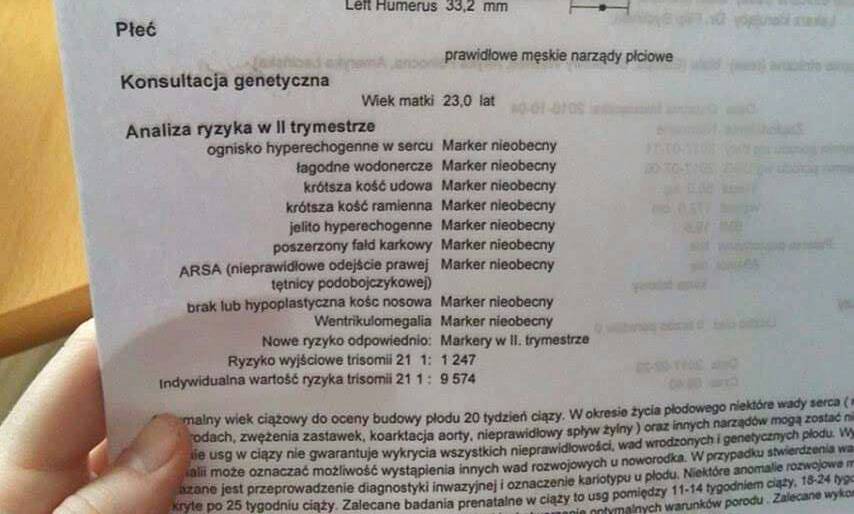 Left Humerus 33,2 mm
Płeć
prawidłowe męskie narządy płciowe
Konsultacja genetyczna
Wiek matki 23,0 lat
Analiza ryzyka w II trymestrze
ognisko hyperechogenne w sercu Marker nieobecny
łagodne wodonercze Marker nieobecny
krótsza kość udowa Marker nieobecny
krótsza kość ramienna Marker nieobecny
jelito hyperechogenne Marker nieobecny
poszerzony fałd karkowy Marker nieobecny
ARSA (nieprawidłowe odejście prawej Marker nieobecny
tętnicy podobojczykowej)
brak lub hypoplastyczna kośc nosowa Marker nieobecny
Wentrikulomegalia Marker nieobecny
Nowe ryzyko odpowiednio: Markery w II. trymestrze
Ryzyko wyjściowe trisomii 21 1: 1 247
Indywidualna wartość ryzyka trisomii 21 1 : 9 574
malny wiek ciążowy do oceny budowy płodu 20 tydzień ciązy. W okresie życia płodowego niektóre wady serca (
rodach, zwężenia zastawek, koarktacja aorty, nieprawidłowy spływ żylny ) oraz innych narządów mogą zostać
ie usg w ciązy nie gwarantuje wykrycia wszystkich nieprawidłowości, wad wrodzonych i genetycznych płodu.
alii może oznaczać możliwość wystąpienia innych wad rozwojowych u noworodka. W przypadku stwierdzenia
azane jest przeprowadzenie diagnostyki inwazyjnej i oznaczenie kariotypu u płodu. Niektóre anomalie rozwojowe
kryte po 25 tygodniu ciąży. Zalecane badania prenatalne w ciąży to usg pomiędzy 11-14 tygodniem ciąży, 18-24
optymalnych warunków porodu . Zalecane